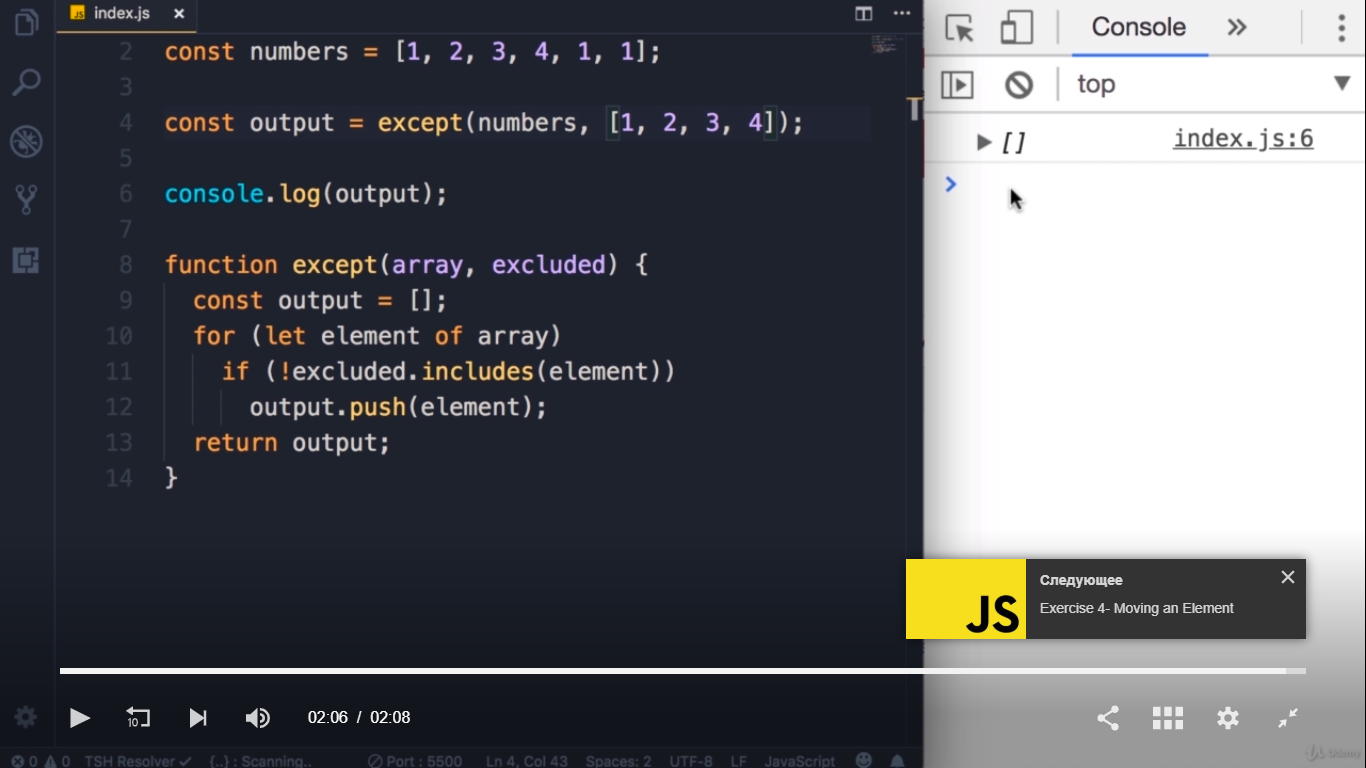 JS index.js ×
2 const numbers = [1, 2, 3, 4, 1, 1];
3
4 const output = except(numbers, [1, 2, 3, 4]);
5
6 console.log(output);
7
8 function except(array, excluded) {
9 const output = [];
10 for (let element of array)
11 if (!excluded.includes(element))
12 output.push(element);
13 return output;
14 }
Console »
top ▼
▶ [] index.js:6
>
JS
Следующее ×
Exercise 4- Moving an Element
10 02:06 / 02:08
0 0 TSH Resolver ✓ {..} : Scanning.. Port : 5500 Ln 4, Col 43 Spaces: 2 UTF-8 LF JavaScript
Udemy